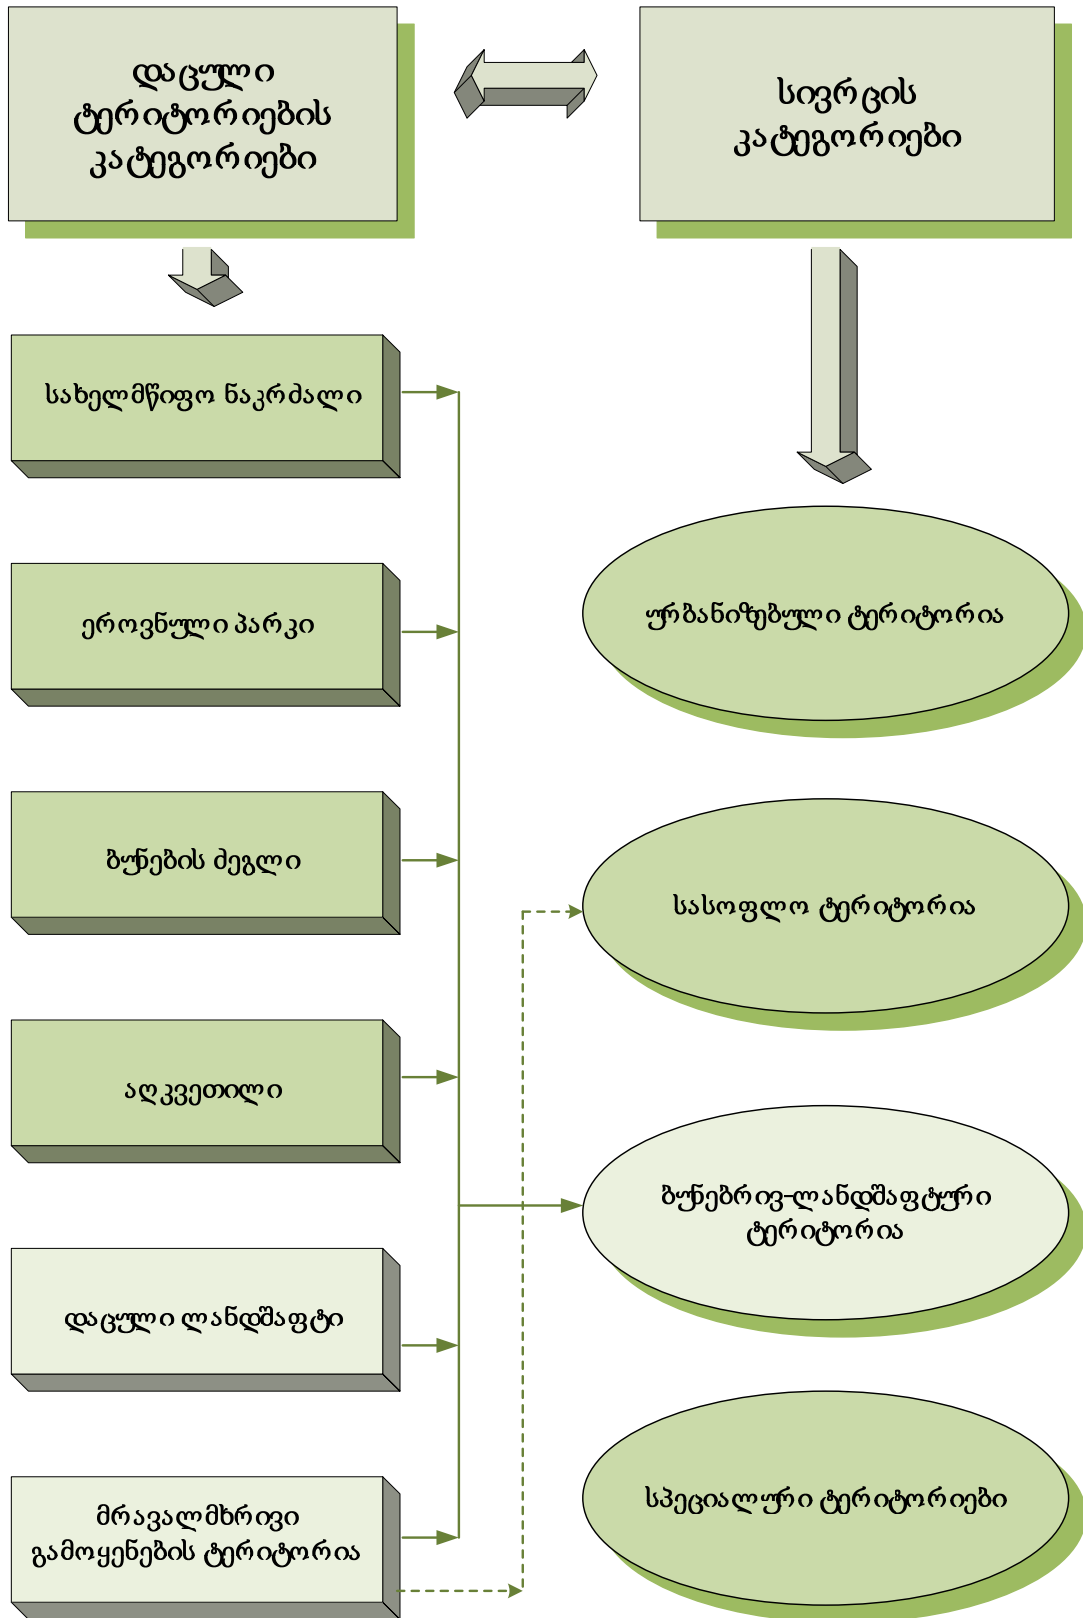 დაცული
ტერიტორიების
კატეგორიები
სივრცის
კატეგორიები
სახელმწიფო ნაკრძალი
ეროვნული პარკი
ბუნების ძეგლი
აღკვეთილი
დაცული ლანდშაფტი
მრავალმხრივი
გამოყენების ტერიტორია
ურბანიზებული ტერიტორია
სასოფლო ტერიტორია
ბუნებრივ-ლანდშაფტური
ტერიტორია
სპეციალური ტერიტორიები